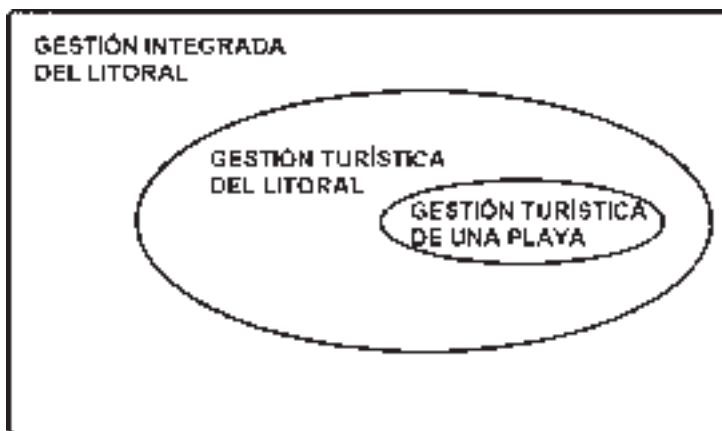 GESTIÓN INTEGRADA
DEL LITORAL
GESTIÓN TURÍSTICA
DEL LITORAL
GESTIÓN TURÍSTICA
DE UNA PLAYA